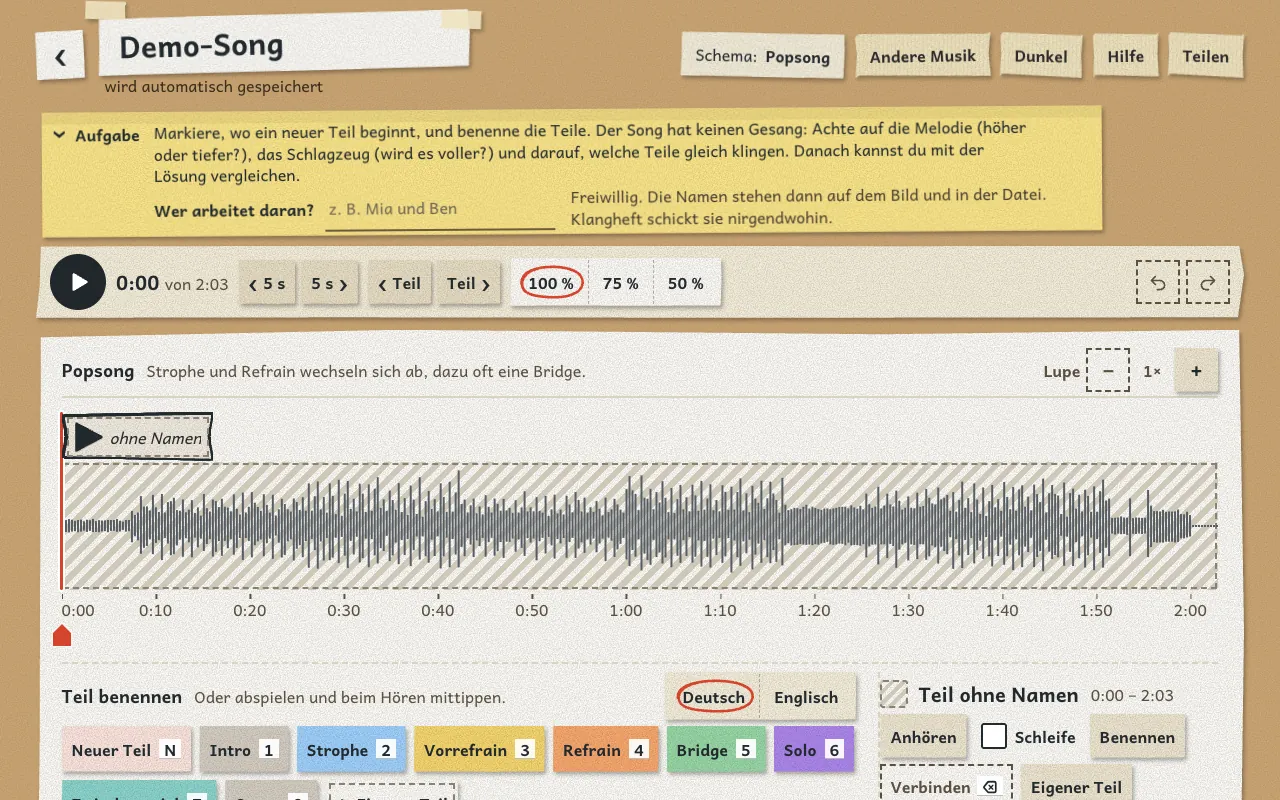 ‹
Demo-Song
wird automatisch gespeichert
Schema: Popsong
Andere Musik
Dunkel
Hilfe
Teilen
Aufgabe
Markiere, wo ein neuer Teil beginnt, und benenne die Teile. Der Song hat keinen Gesang: Achte auf die Melodie (höher
oder tiefer?), das Schlagzeug (wird es voller?) und darauf, welche Teile gleich klingen. Danach kannst du mit der
Lösung vergleichen.
Wer arbeitet daran?
z. B. Mia und Ben
Freiwillig. Die Namen stehen dann auf dem Bild und in der Datei.
Klangheft schickt sie nirgendwohin.
0:00 von 2:03
‹ 5 s
5 s ›
‹ Teil
Teil ›
100 %
75 %
50 %
Popsong
Strophe und Refrain wechseln sich ab, dazu oft eine Bridge.
Lupe
−
1×
+
ohne Namen
0:00 0:10 0:20 0:30 0:40 0:50 1:00 1:10 1:20 1:30 1:40 1:50 2:00
Teil benennen
Oder abspielen und beim Hören mittippen.
Deutsch
Englisch
Neuer Teil N
Intro 1
Strophe 2
Vorrefrain 3
Refrain 4
Bridge 5
Solo 6
Teil ohne Namen
0:00 – 2:03
Anhören
Schleife
Benennen
Verbinden
Eigener Teil